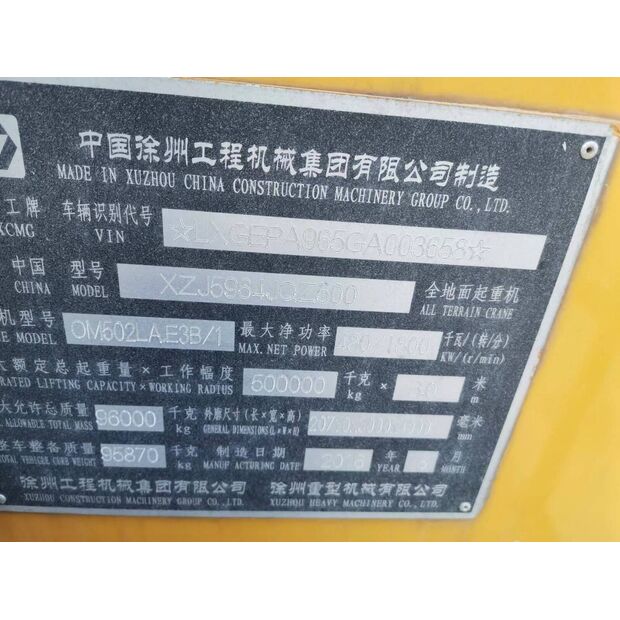 中国徐州工程机械集团有限公司制造
MADE IN XUZHOU CHINA CONSTRUCTION MACHINERY GROUP CO., LTD.
工牌 车辆识别代号
XCMG VIN ☆LXGEPA965GA003658☆
中国 型号 全地面起重机
CHINA MODEL ALL TERRAIN CRANE
机型号 OM502LA.E3B/1 最大净功率 千瓦/(转/分)
MODEL MAX. NET POWER KW/(r/min)
额定总起重量×工作幅度 500000 千克 × 米
RATED LIFTING CAPACITY×WORKING RADIUS kg m
允许总质量 96000 千克 外廓尺寸(长×宽×高) 毫米
ALLOWABLE TOTAL MASS kg GENERAL DIMENSIONS(L×W×H) mm
整车整备质量 95870 千克 制造日期 年 月
TOTAL VEHICLE CURB WEIGHT kg MANUFACTURING DATE YEAR MONTH
徐州工程机械集团有限公司 徐州重型机械有限公司
XUZHOU CONSTRUCTION MACHINERY GROUP CO., LTD. XUZHOU HEAVY MACHINERY CO., LTD.